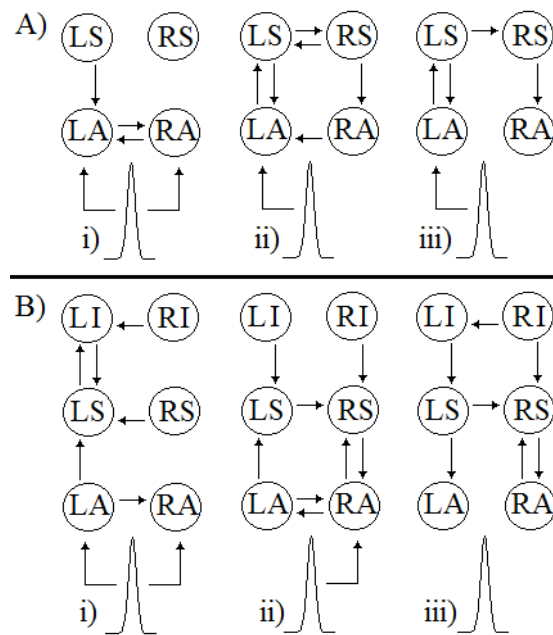 A) LS RS LS RS LS RS
LA RA LA RA LA RA
i) ii) iii)
B) LI RI LI RI LI RI
LS RS LS RS LS RS
LA RA LA RA LA RA
i) ii) iii)